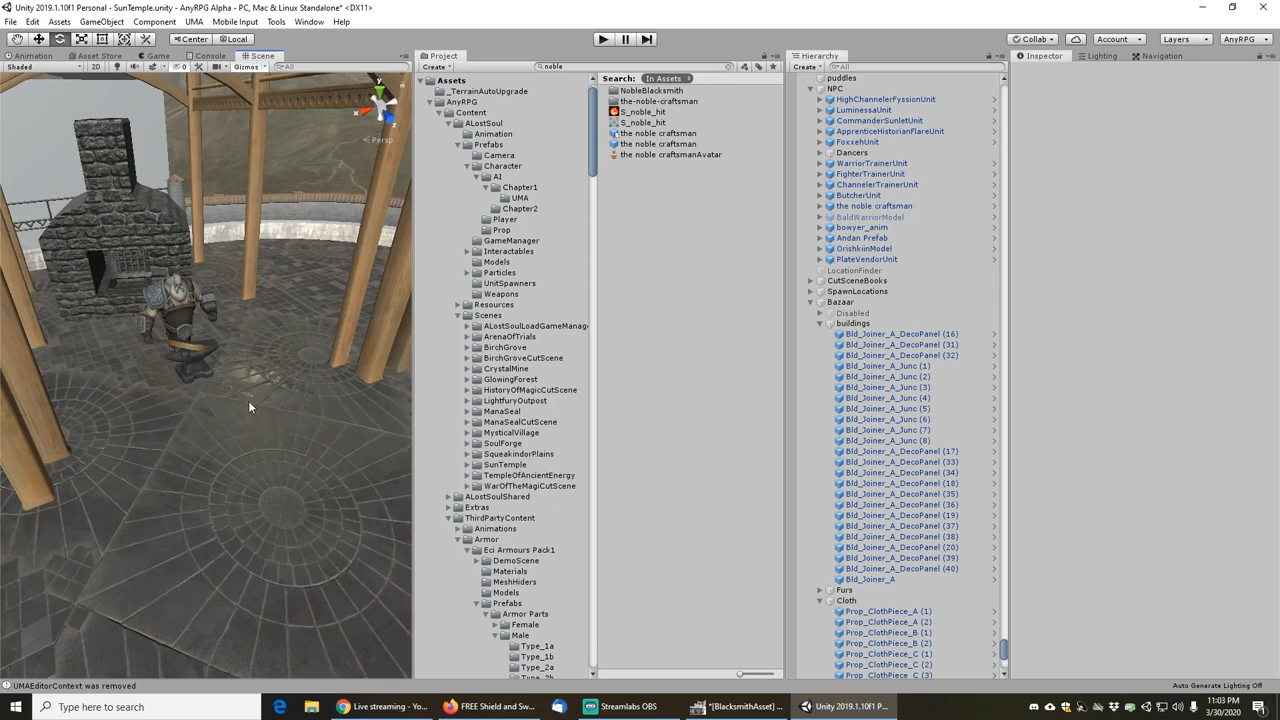 Unity 2019.1.10f1 Personal - SunTemple.unity - AnyRPG Alpha - PC, Mac & Linux Standalone* <DX11>
File Edit Assets GameObject Component UMA Mobile Input Tools Window Help
Center Local Collab Account Layers AnyRPG
Animation Asset Store Game Console Scene
Shaded 2D 0 Gizmos All
y
x
z
Persp
Project
Create noble
Assets
_TerrainAutoUpgrade
AnyRPG
Content
ALostSoul
Animation
Prefabs
Camera
Character
AI
Chapter1
UMA
Chapter2
Player
Prop
GameManager
Interactables
Models
Particles
UnitSpawners
Weapons
Resources
Scenes
ALostSoulLoadGameManag
ArenaOfTrials
BirchGrove
BirchGroveCutScene
CrystalMine
GlowingForest
HistoryOfMagicCutScene
LightfuryOutpost
ManaSeal
ManaSealCutScene
MysticalVillage
SoulForge
SqueakindorPlains
SunTemple
TempleOfAncientEnergy
WarOfTheMagiCutScene
ALostSoulShared
Extras
ThirdPartyContent
Animations
Armor
Eci Armours Pack1
DemoScene
Materials
MeshHiders
Models
Prefabs
Armor Parts
Female
Male
Type_1a
Type_1b
Type_2a
Type_2b
Search: In Assets
NobleBlacksmith
the-noble-craftsman
S_noble_hit
S_noble_hit
the noble craftsman
the noble craftsman
the noble craftsmanAvatar
Hierarchy
Create All
puddles
NPC
HighChannelerFyssionUnit
LuminessaUnit
CommanderSunletUnit
ApprenticeHistorianFlareUnit
FoxxehUnit
Dancers
WarriorTrainerUnit
FighterTrainerUnit
ChannelerTrainerUnit
ButcherUnit
the noble craftsman
BaldWarriorModel
bowyer_anim
Andan Prefab
OrishkiinModel
PlateVendorUnit
LocationFinder
CutSceneBooks
SpawnLocations
Bazaar
Disabled
buildings
Bld_Joiner_A_DecoPanel (16)
Bld_Joiner_A_DecoPanel (31)
Bld_Joiner_A_DecoPanel (32)
Bld_Joiner_A_Junc (1)
Bld_Joiner_A_Junc (2)
Bld_Joiner_A_Junc (3)
Bld_Joiner_A_Junc (4)
Bld_Joiner_A_Junc (5)
Bld_Joiner_A_Junc (6)
Bld_Joiner_A_Junc (7)
Bld_Joiner_A_Junc (8)
Bld_Joiner_A_DecoPanel (17)
Bld_Joiner_A_DecoPanel (33)
Bld_Joiner_A_DecoPanel (34)
Bld_Joiner_A_DecoPanel (18)
Bld_Joiner_A_DecoPanel (35)
Bld_Joiner_A_DecoPanel (36)
Bld_Joiner_A_DecoPanel (19)
Bld_Joiner_A_DecoPanel (37)
Bld_Joiner_A_DecoPanel (38)
Bld_Joiner_A_DecoPanel (20)
Bld_Joiner_A_DecoPanel (39)
Bld_Joiner_A_DecoPanel (40)
Bld_Joiner_A
Furs
Cloth
Prop_ClothPiece_A (1)
Prop_ClothPiece_A (2)
Prop_ClothPiece_B (1)
Prop_ClothPiece_B (2)
Prop_ClothPiece_C (1)
Prop_ClothPiece_C (2)
Prop_ClothPiece_C (3)
Inspector Lighting Navigation
UMAEditorContext was removed
Auto Generate Lighting Off
Type here to search
Live streaming - Yo...
FREE Shield and Sw...
Streamlabs OBS
*[BlacksmithAsset] ...
Unity 2019.1.10f1 P...
11:03 PM
3/30/2020